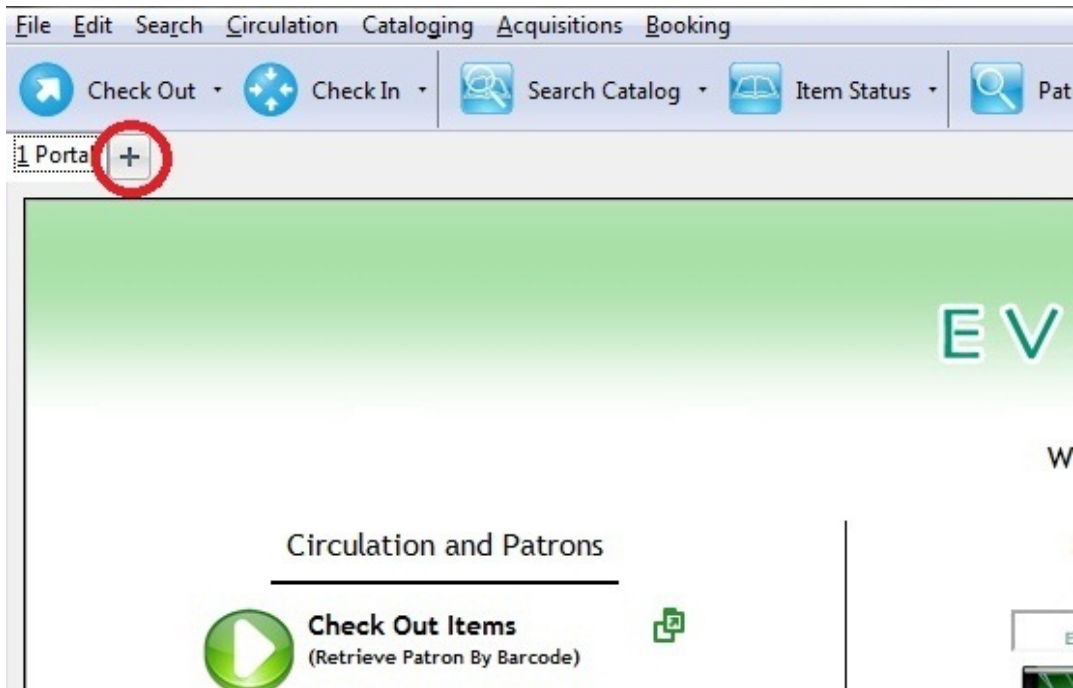 File Edit Search Circulation Cataloging Acquisitions Booking
Check Out Check In Search Catalog Item Status
1 Portal +
E V
W
Circulation and Patrons
Check Out Items
(Retrieve Patron By Barcode)
E